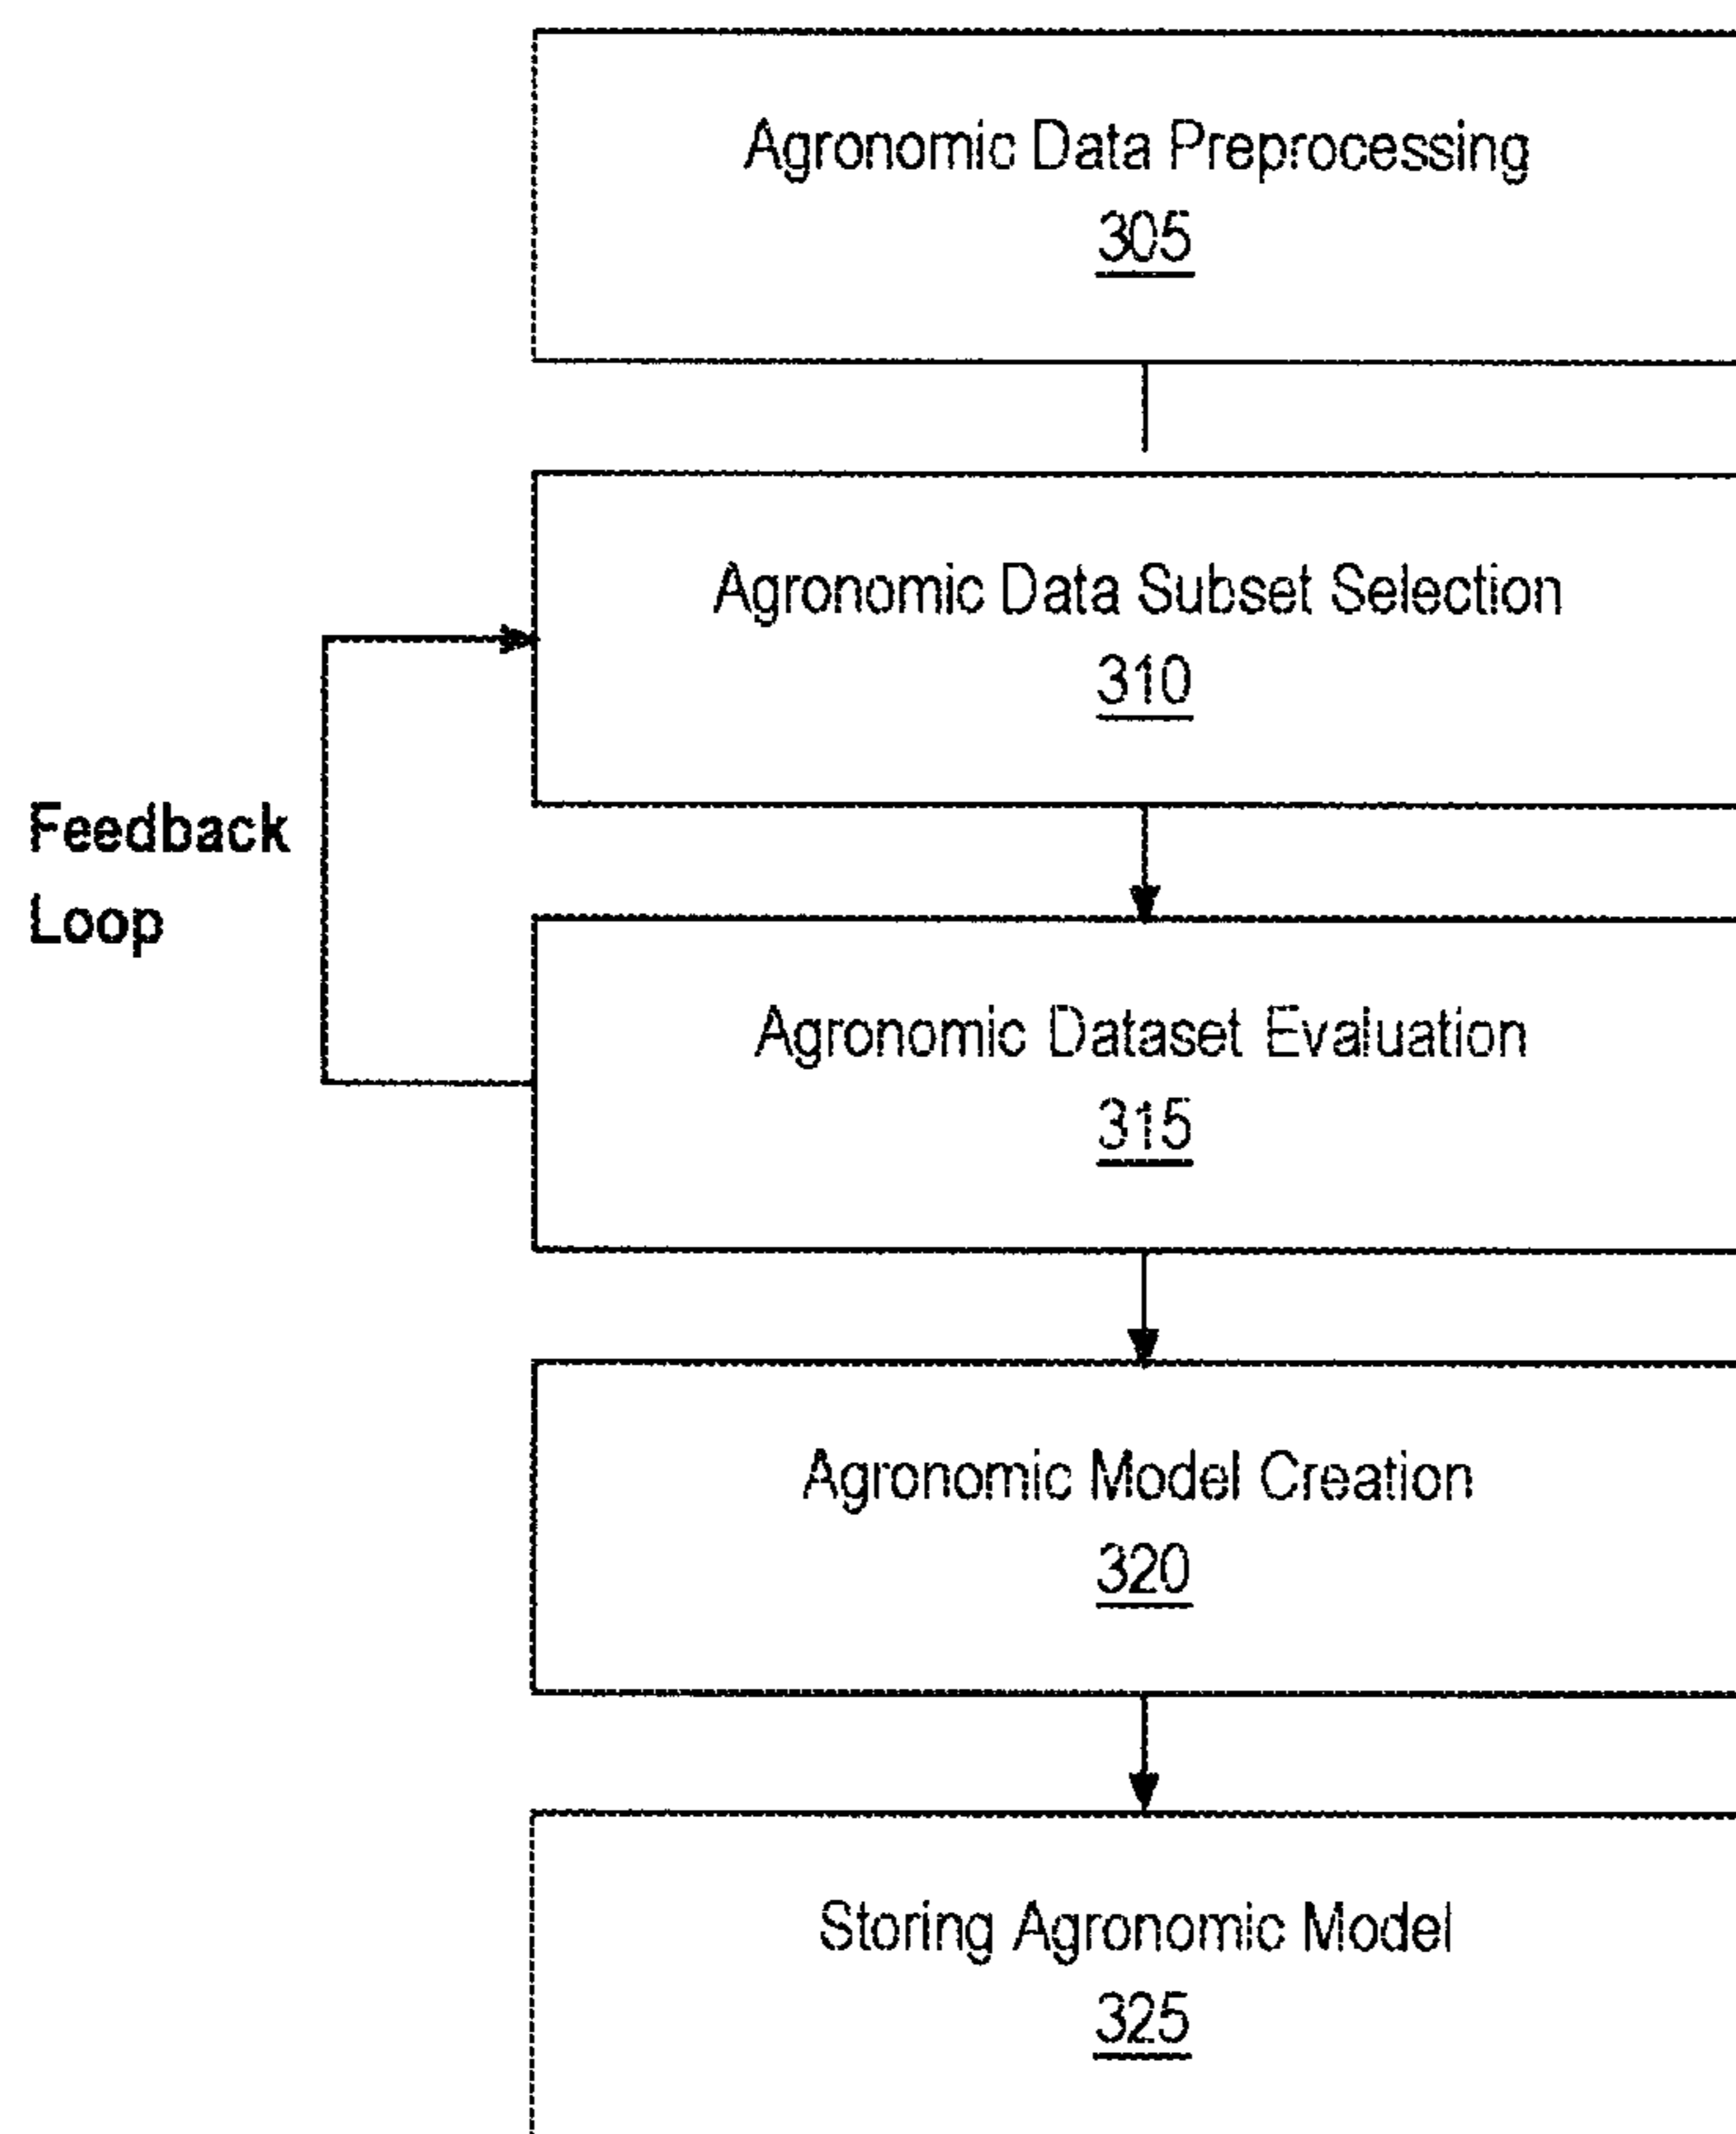 Agronomic Data Preprocessing
305
Agronomic Data Subset Selection
310
Feedback
Loop
Agronomic Dataset Evaluation
315
Agronomic Model Creation
320
Storing Agronomic Model
325